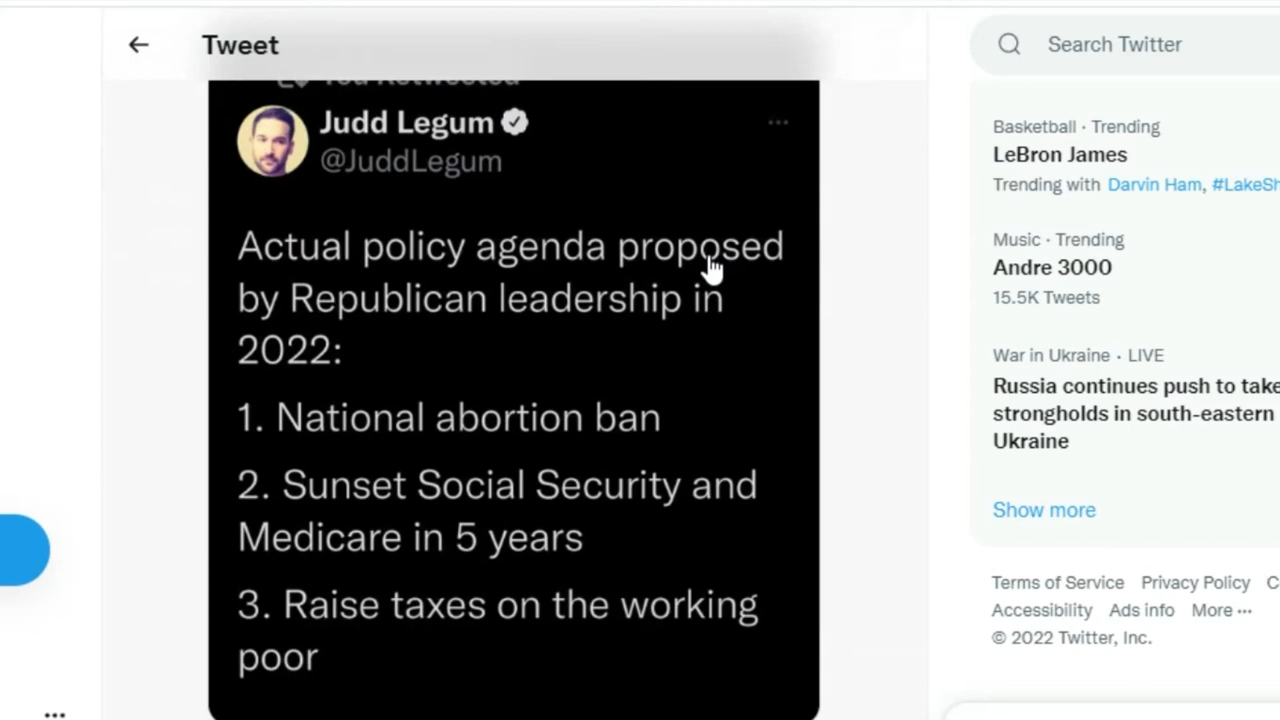 Tweet
Search Twitter
You Retweeted
Judd Legum
@JuddLegum
Actual policy agenda proposed
by Republican leadership in
2022:
1. National abortion ban
2. Sunset Social Security and
Medicare in 5 years
3. Raise taxes on the working
poor
Basketball · Trending
LeBron James
Trending with Darvin Ham, #LakeSh
Music · Trending
Andre 3000
15.5K Tweets
War in Ukraine · LIVE
Russia continues push to take
strongholds in south-eastern
Ukraine
Show more
Terms of Service Privacy Policy C
Accessibility Ads info More ···
© 2022 Twitter, Inc.